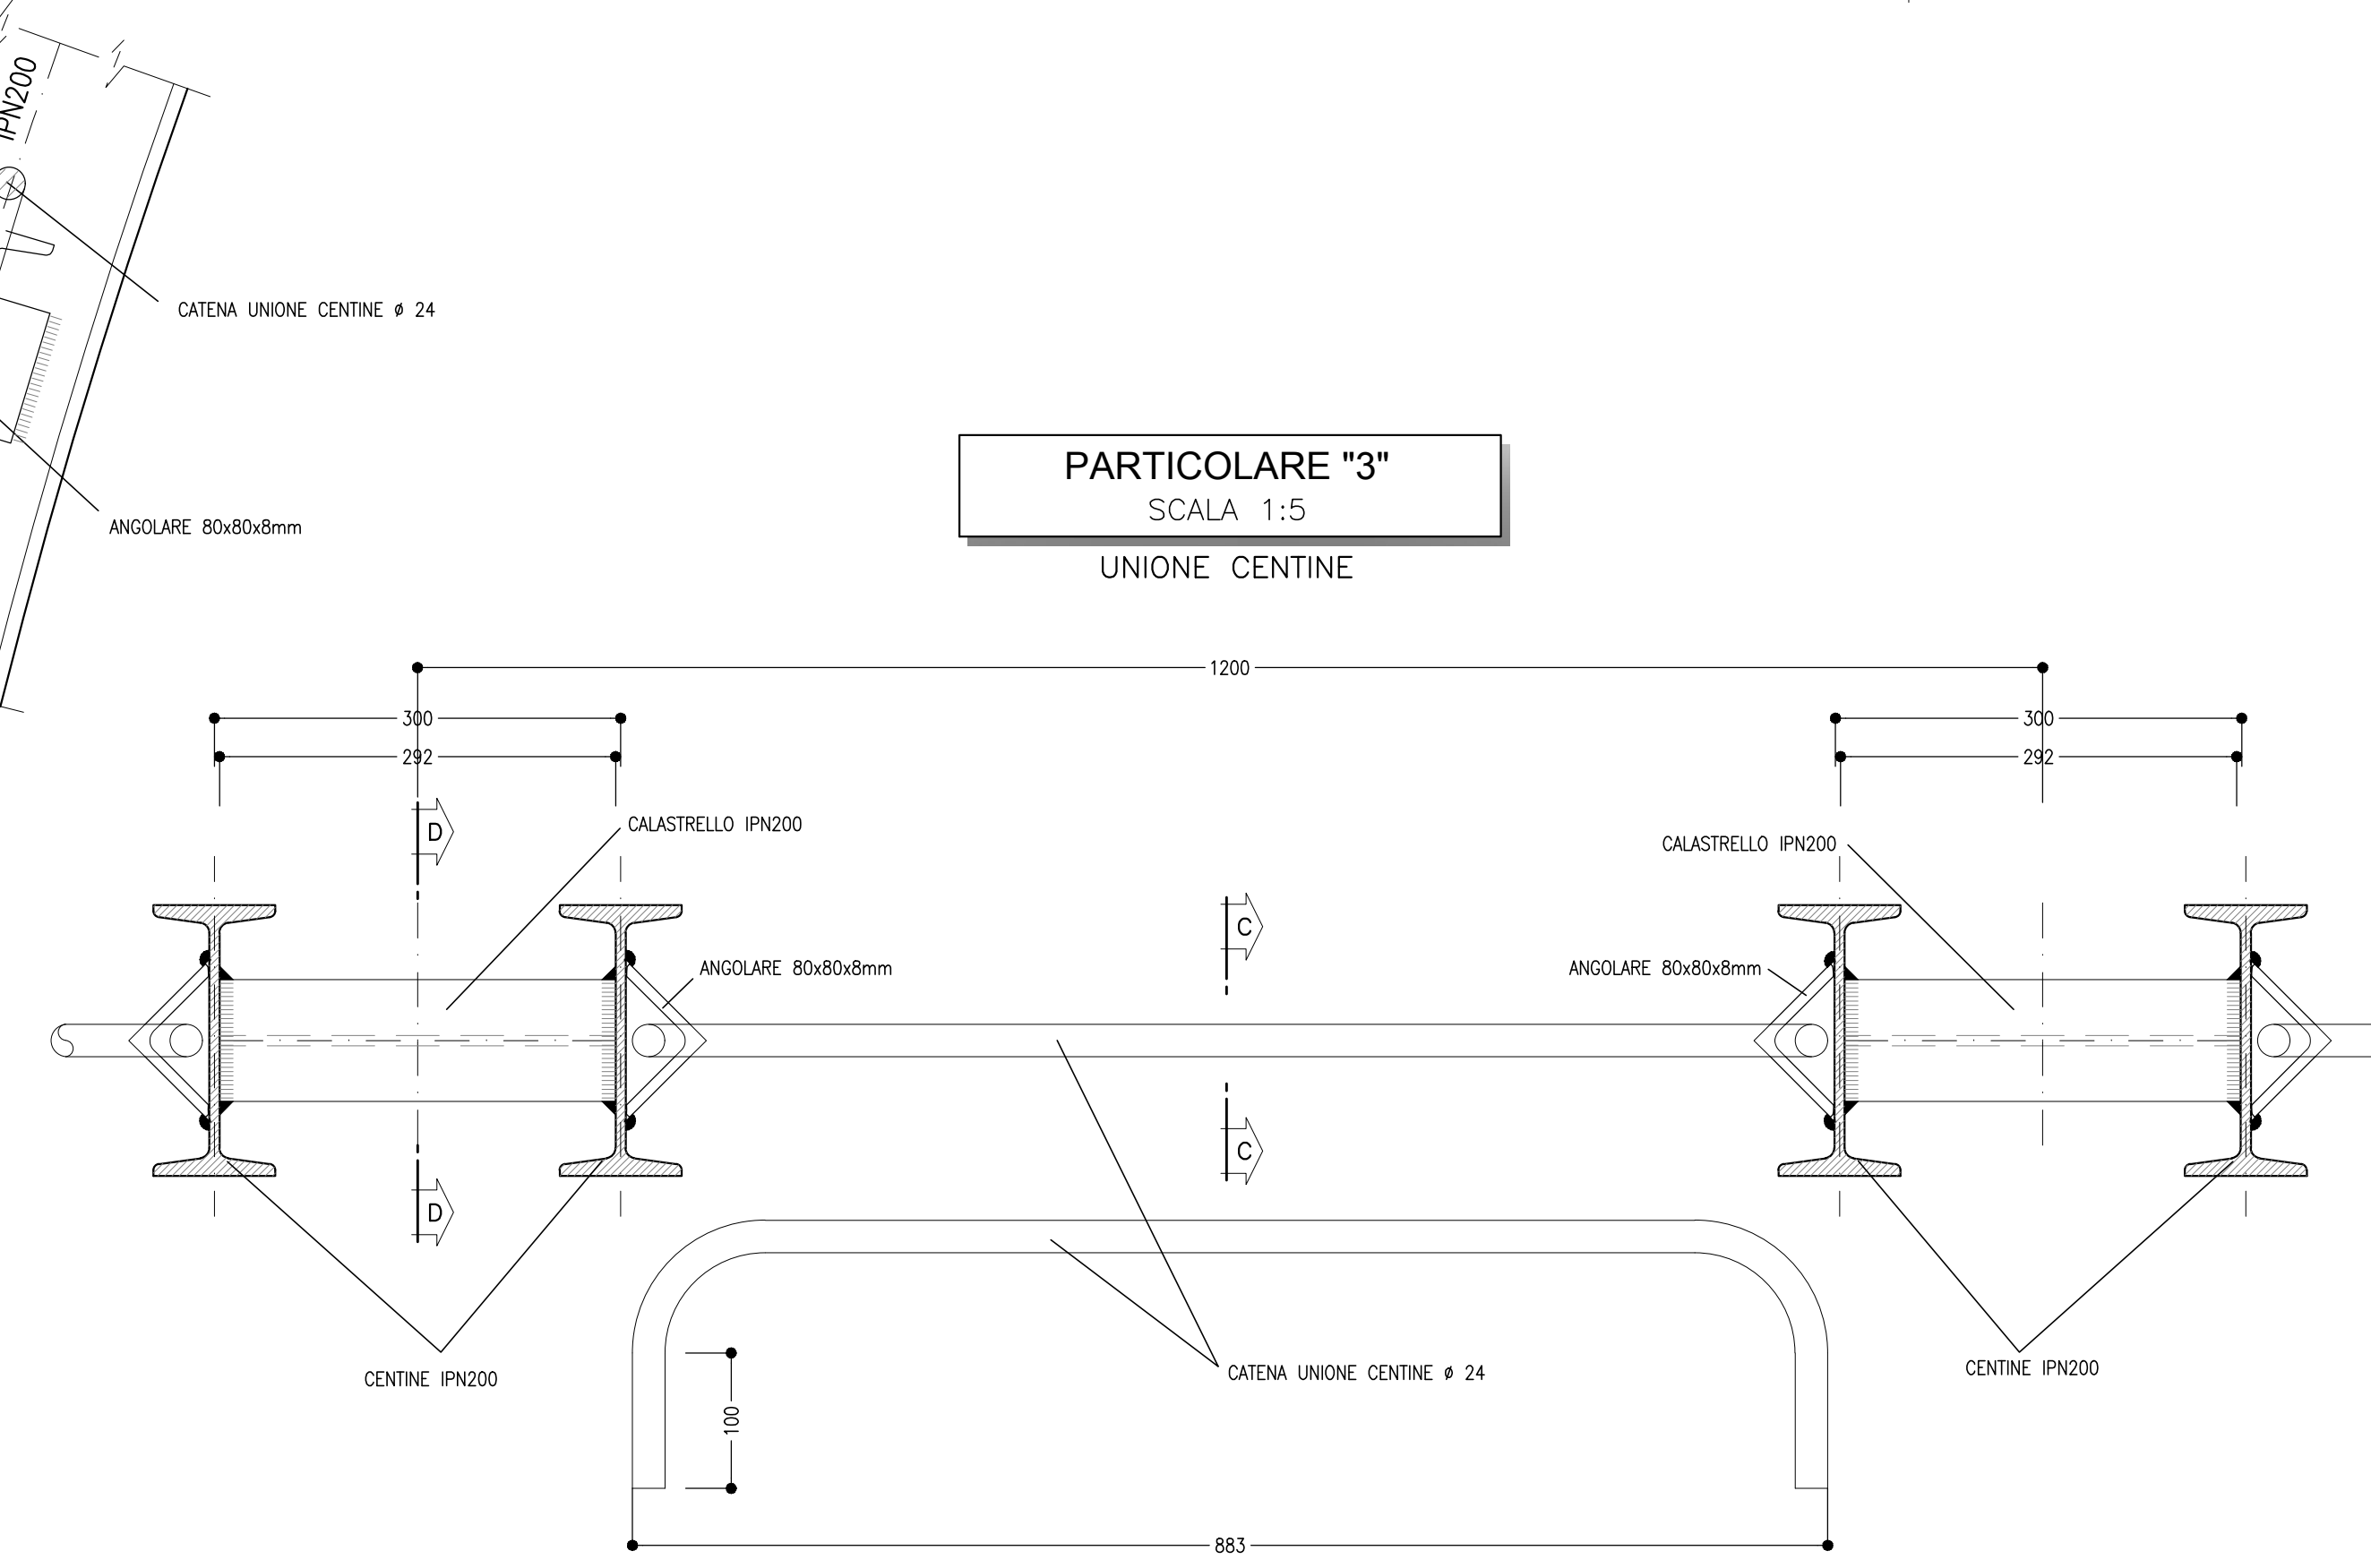 IPN200
CATENA UNIONE CENTINE ø 24
ANGOLARE 80x80x8mm
PARTICOLARE "3"
SCALA 1:5
UNIONE CENTINE
1200
300
300
292
292
D
CALASTRELLO IPN200
CALASTRELLO IPN200
C
ANGOLARE 80x80x8mm
ANGOLARE 80x80x8mm
C
D
CENTINE IPN200
CATENA UNIONE CENTINE ø 24
CENTINE IPN200
100
883